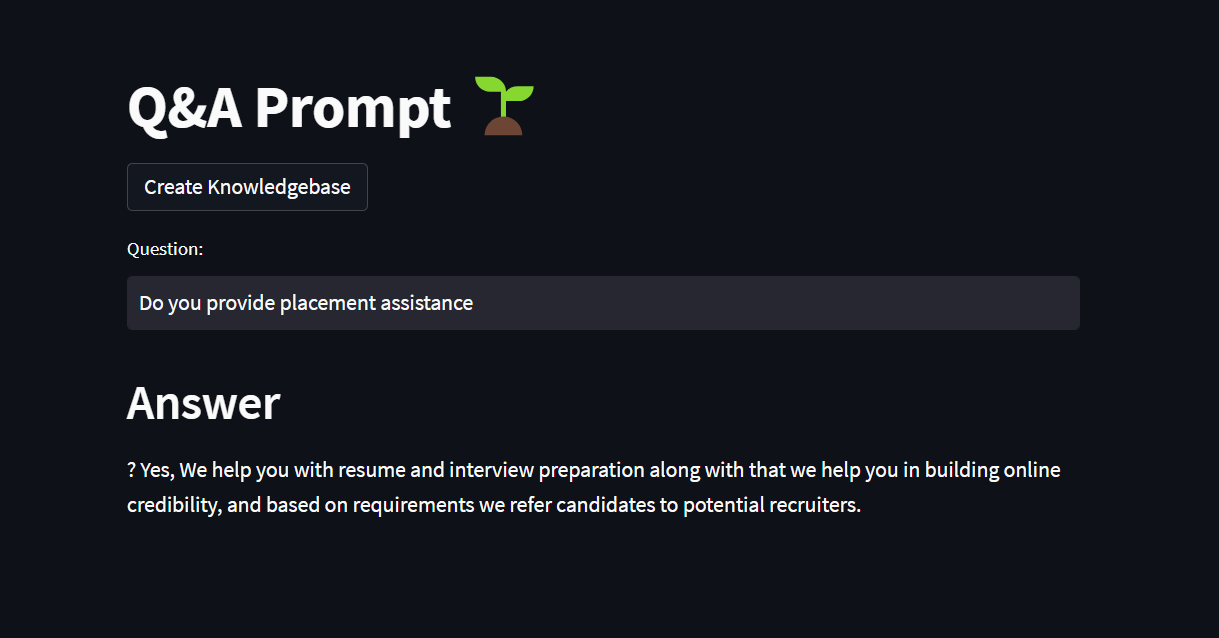 Q&A Prompt
Create Knowledgebase
Question:
Do you provide placement assistance
Answer
? Yes, We help you with resume and interview preparation along with that we help you in building online
credibility, and based on requirements we refer candidates to potential recruiters.